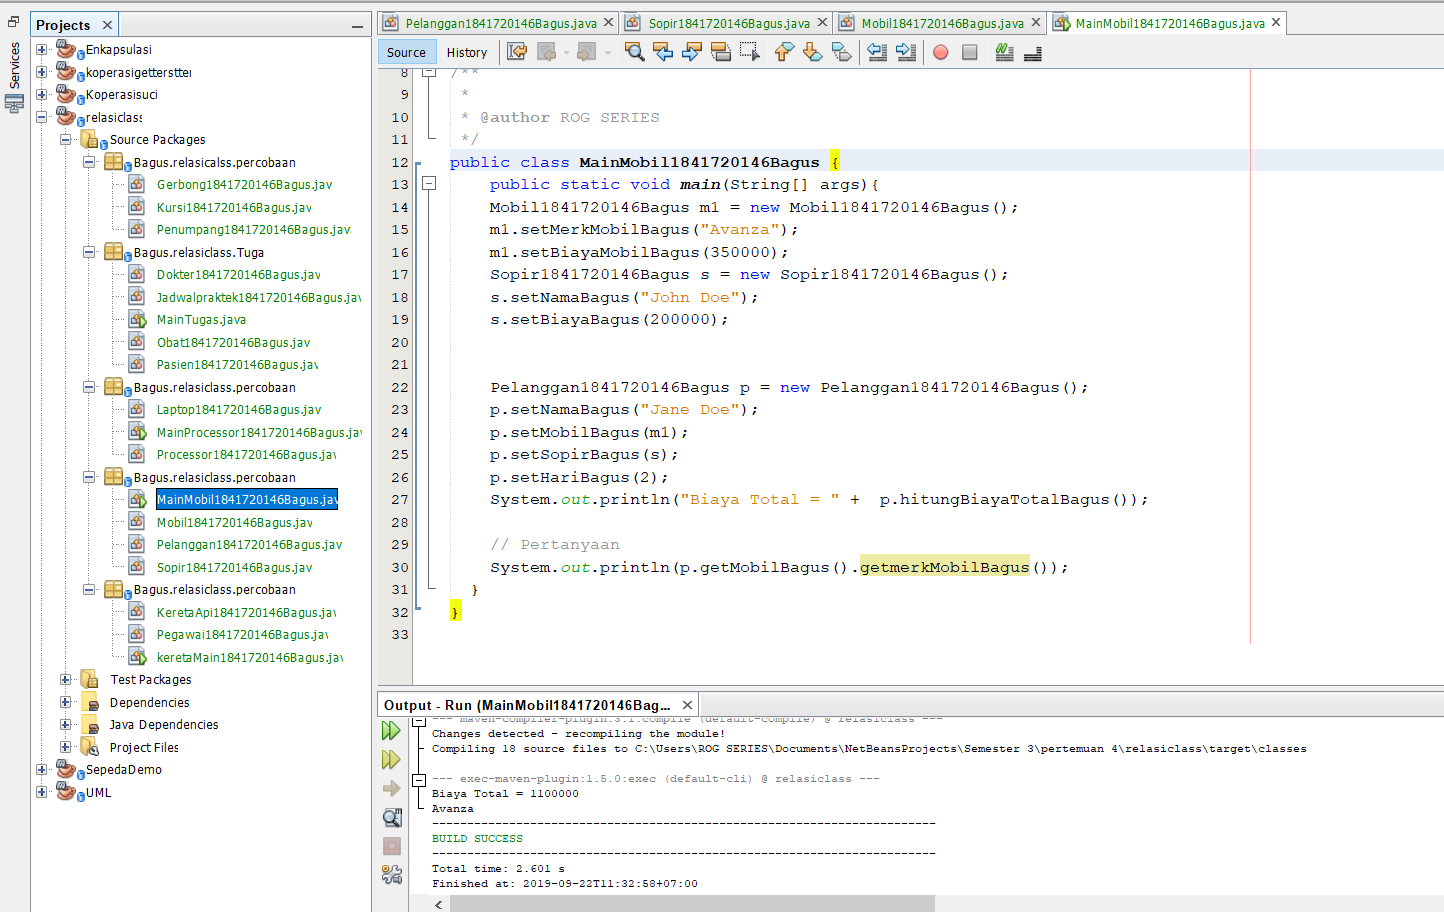 Services
Projects
Enkapsulasi
koperasigetterstter
Koperasisuci
relasiclass
Source Packages
Bagus.relasicalss.percobaan
Gerbong1841720146Bagus.jav
Kursi1841720146Bagus.jav
Penumpang1841720146Bagus.jav
Bagus.relasiclass.Tuga
Dokter1841720146Bagus.jav
Jadwalpraktek1841720146Bagus.jav
MainTugas.java
Obat1841720146Bagus.jav
Pasien1841720146Bagus.jav
Bagus.relasiclass.percobaan
Laptop1841720146Bagus.jav
MainProcessor1841720146Bagus.jav
Processor1841720146Bagus.jav
Bagus.relasiclass.percobaan
MainMobil1841720146Bagus.jav
Mobil1841720146Bagus.jav
Pelanggan1841720146Bagus.jav
Sopir1841720146Bagus.jav
Bagus.relasiclass.percobaan
KeretaApi1841720146Bagus.jav
Pegawai1841720146Bagus.jav
keretaMain1841720146Bagus.jav
Test Packages
Dependencies
Java Dependencies
Project Files
SepedaDemo
UML
Pelanggan1841720146Bagus.java Sopir1841720146Bagus.java Mobil1841720146Bagus.java MainMobil1841720146Bagus.java
Source History
8 /**
9 *
10 * @author ROG SERIES
11 */
12 public class MainMobil1841720146Bagus {
13 public static void main(String[] args){
14 Mobil1841720146Bagus m1 = new Mobil1841720146Bagus();
15 m1.setMerkMobilBagus("Avanza");
16 m1.setBiayaMobilBagus(350000);
17 Sopir1841720146Bagus s = new Sopir1841720146Bagus();
18 s.setNamaBagus("John Doe");
19 s.setBiayaBagus(200000);
20
21
22 Pelanggan1841720146Bagus p = new Pelanggan1841720146Bagus();
23 p.setNamaBagus("Jane Doe");
24 p.setMobilBagus(m1);
25 p.setSopirBagus(s);
26 p.setHariBagus(2);
27 System.out.println("Biaya Total = " +  p.hitungBiayaTotalBagus());
28
29 // Pertanyaan
30 System.out.println(p.getMobilBagus().getmerkMobilBagus());
31 }
32 }
33
Output - Run (MainMobil1841720146Bag...
--- maven-compiler-plugin:3.1:compile (default-compile) @ relasiclass ---
Changes detected - recompiling the module!
Compiling 18 source files to C:\Users\ROG SERIES\Documents\NetBeansProjects\Semester 3\pertemuan 4\relasiclass\target\classes
--- exec-maven-plugin:1.5.0:exec (default-cli) @ relasiclass ---
Biaya Total = 1100000
Avanza
------------------------------------------------------------------------
BUILD SUCCESS
------------------------------------------------------------------------
Total time: 2.601 s
Finished at: 2019-09-22T11:32:58+07:00